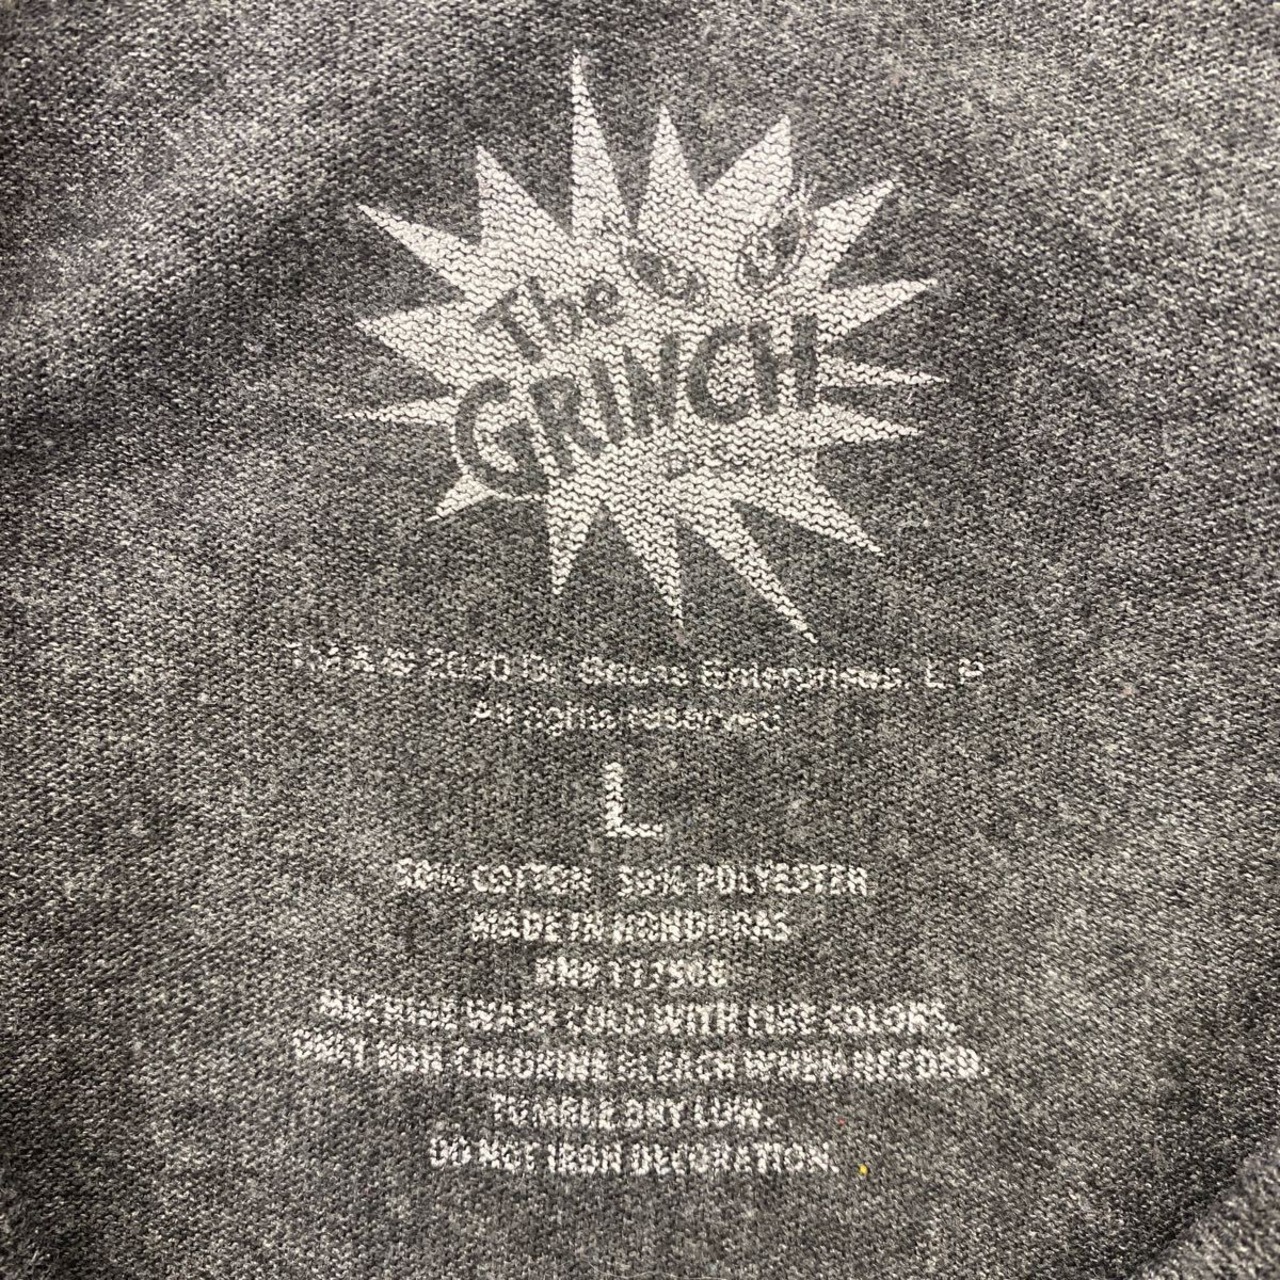 The
GRINCH
TM & © 2020 Dr. Seuss Enterprises, L.P.
All rights reserved
L
50% COTTON 50% POLYESTER
MADE IN HONDURAS
RN#
MACHINE WASH COLD WITH LIKE COLORS.
ONLY NON CHLORINE BLEACH WHEN NEEDED.
TUMBLE DRY LOW.
DO NOT IRON DECORATION.